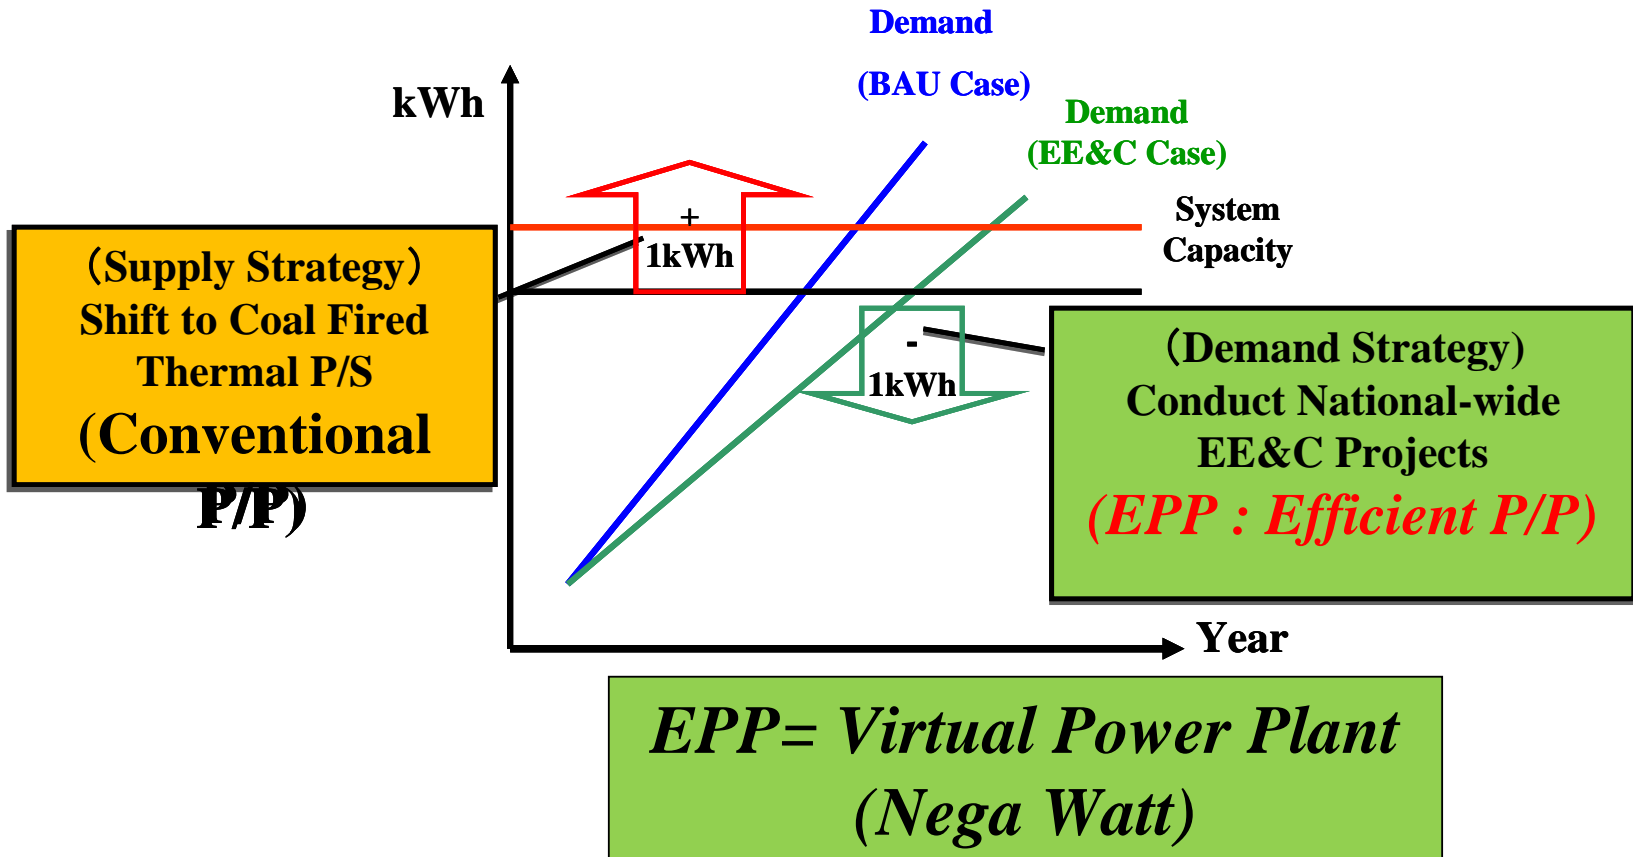 Demand
(BAU Case)
Demand
(EE&C Case)
kWh
System
Capacity
+
1kWh
(Supply Strategy)
Shift to Coal Fired
Thermal P/S
(Conventional
P/P)
-
1kWh
(Demand Strategy)
Conduct National-wide
EE&C Projects
(EPP : Efficient P/P)
Year
EPP= Virtual Power Plant
(Nega Watt)